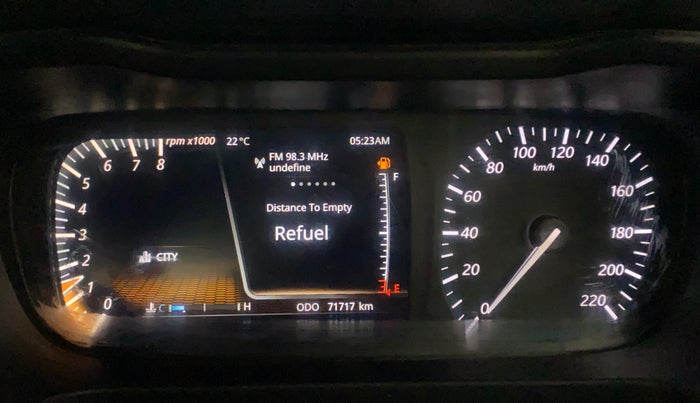 rpm x1000
22 °C
05:23AM
FM 98.3 MHz
undefine
F
Distance To Empty
Refuel
CITY
E
C
H
ODO 71717 km
0
1
2
3
4
5
6
7
8
km/h
0
20
40
60
80
100
120
140
160
180
200
220